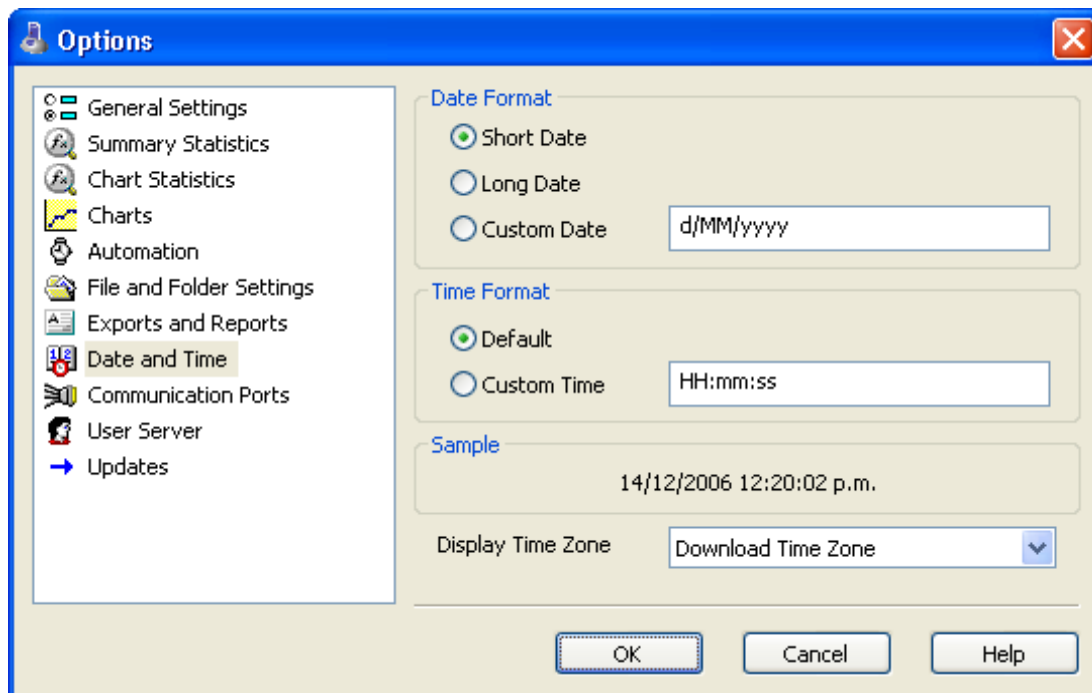 Options
General Settings
Summary Statistics
Chart Statistics
Charts
Automation
File and Folder Settings
Exports and Reports
Date and Time
Communication Ports
User Server
Updates
Date Format
Short Date
Long Date
Custom Date d/MM/yyyy
Time Format
Default
Custom Time HH:mm:ss
Sample
14/12/2006 12:20:02 p.m.
Display Time Zone Download Time Zone
OK Cancel Help